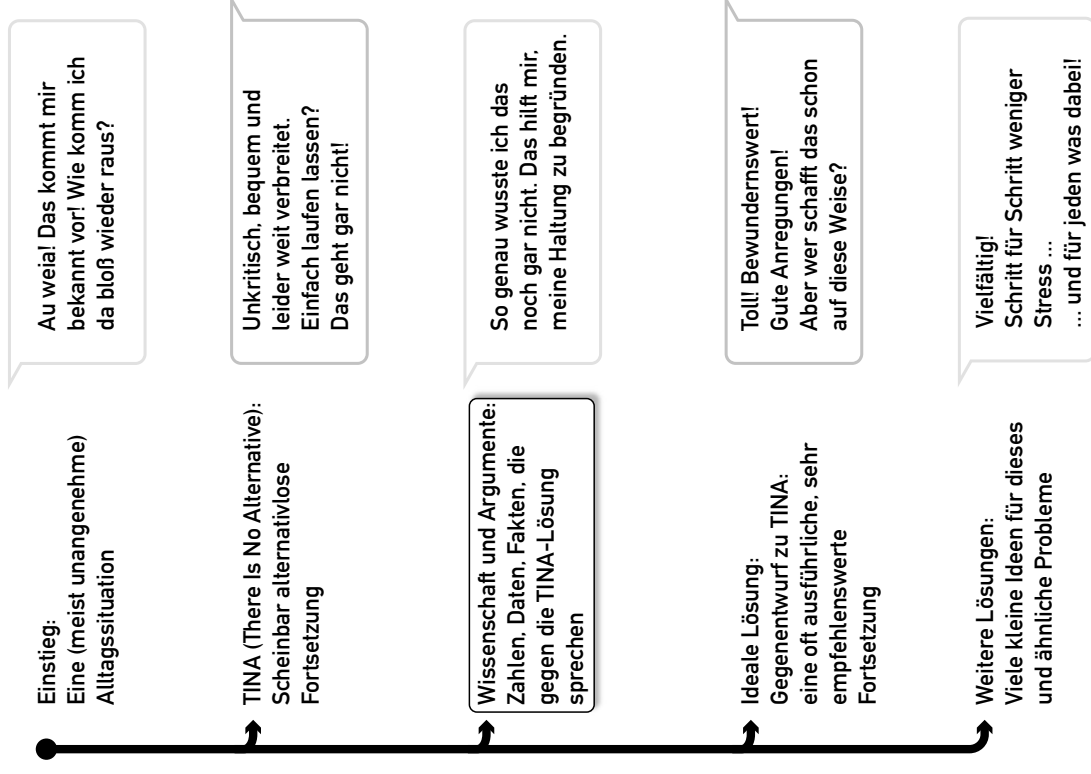 Einstieg:
Eine (meist unangenehme)
Alltagssituation
Au weia! Das kommt mir
bekannt vor! Wie komm ich
da bloß wieder raus?
TINA (There Is No Alternative):
Scheinbar alternativlose
Fortsetzung
Unkritisch, bequem und
leider weit verbreitet.
Einfach laufen lassen?
Das geht gar nicht!
Wissenschaft und Argumente:
Zahlen, Daten, Fakten, die
gegen die TINA-Lösung
sprechen
So genau wusste ich das
noch gar nicht. Das hilft mir,
meine Haltung zu begründen.
Ideale Lösung:
Gegenentwurf zu TINA:
eine oft ausführliche, sehr
empfehlenswerte
Fortsetzung
Toll! Bewundernswert!
Gute Anregungen!
Aber wer schafft das schon
auf diese Weise?
Weitere Lösungen:
Viele kleine Ideen für dieses
und ähnliche Probleme
Vielfältig!
Schritt für Schritt weniger
Stress ...
... und für jeden was dabei!